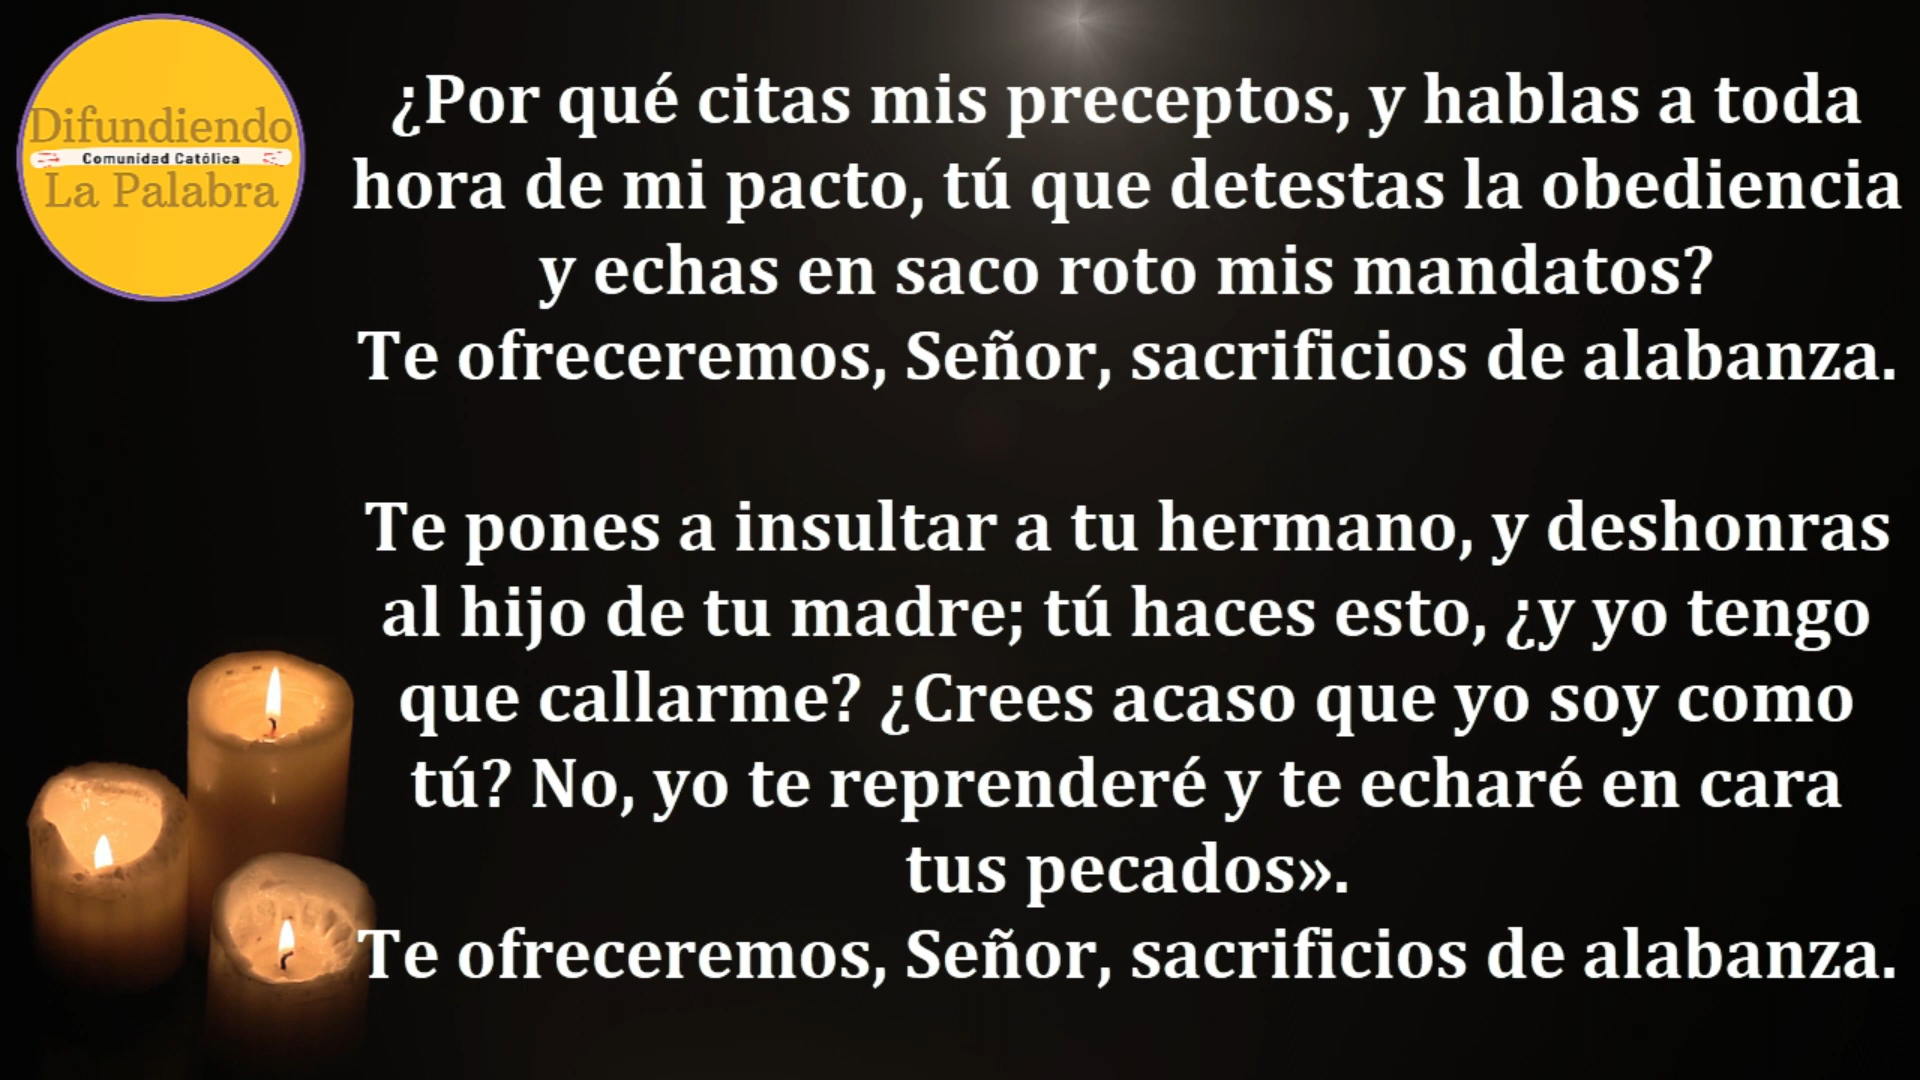 Difundiendo
Comunidad Católica
La Palabra
¿Por qué citas mis preceptos, y hablas a toda
hora de mi pacto, tú que detestas la obediencia
y echas en saco roto mis mandatos?
Te ofreceremos, Señor, sacrificios de alabanza.
Te pones a insultar a tu hermano, y deshonras
al hijo de tu madre; tú haces esto, ¿y yo tengo
que callarme? ¿Crees acaso que yo soy como
tú? No, yo te reprenderé y te echaré en cara
tus pecados».
Te ofreceremos, Señor, sacrificios de alabanza.